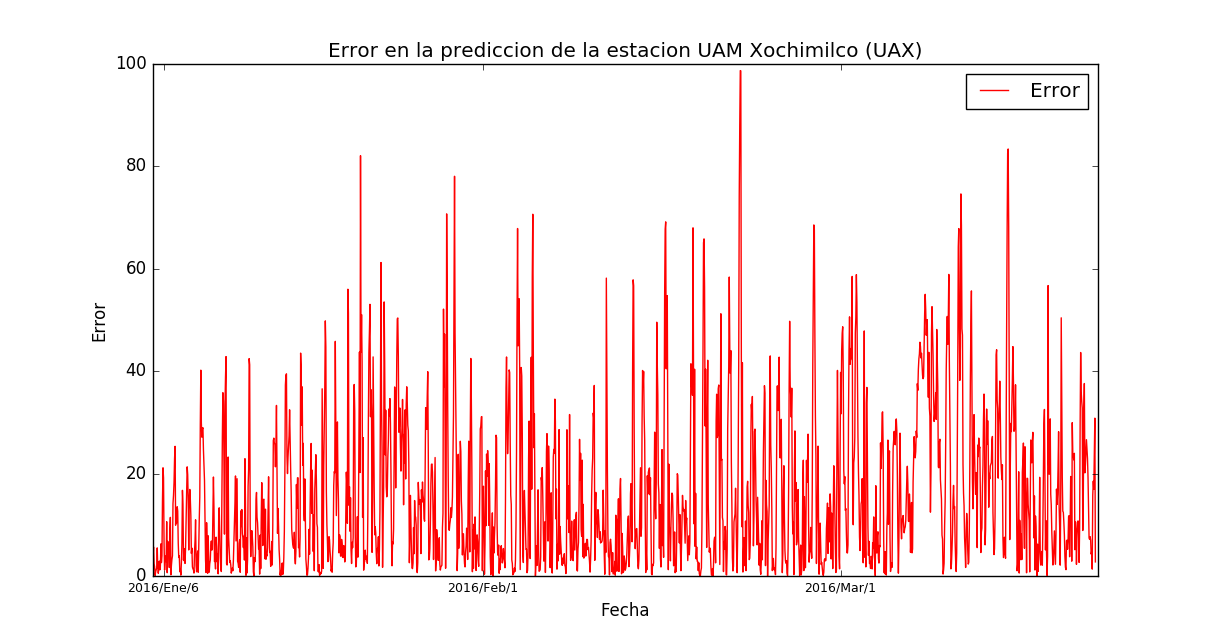 Error en la prediccion de la estacion UAM Xochimilco (UAX)
100
80
60
40
20
0
Error
Error
2016/Ene/6
2016/Feb/1
2016/Mar/1
Fecha